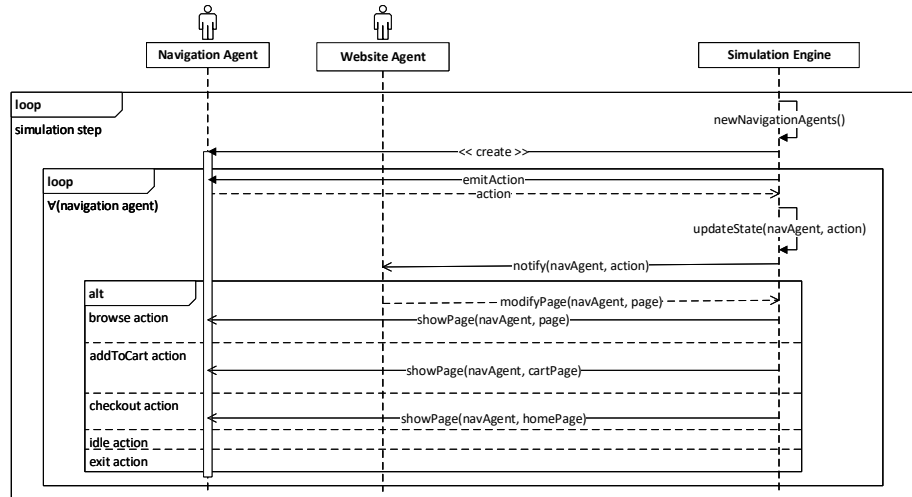 Navigation Agent
Website Agent
Simulation Engine
loop
simulation step
newNavigationAgents()
<< create >>
loop
∀(navigation agent)
emitAction
action
updateState(navAgent, action)
notify(navAgent, action)
alt
browse action
modifyPage(navAgent, page)
showPage(navAgent, page)
addToCart action
showPage(navAgent, cartPage)
checkout action
showPage(navAgent, homePage)
idle action
exit action